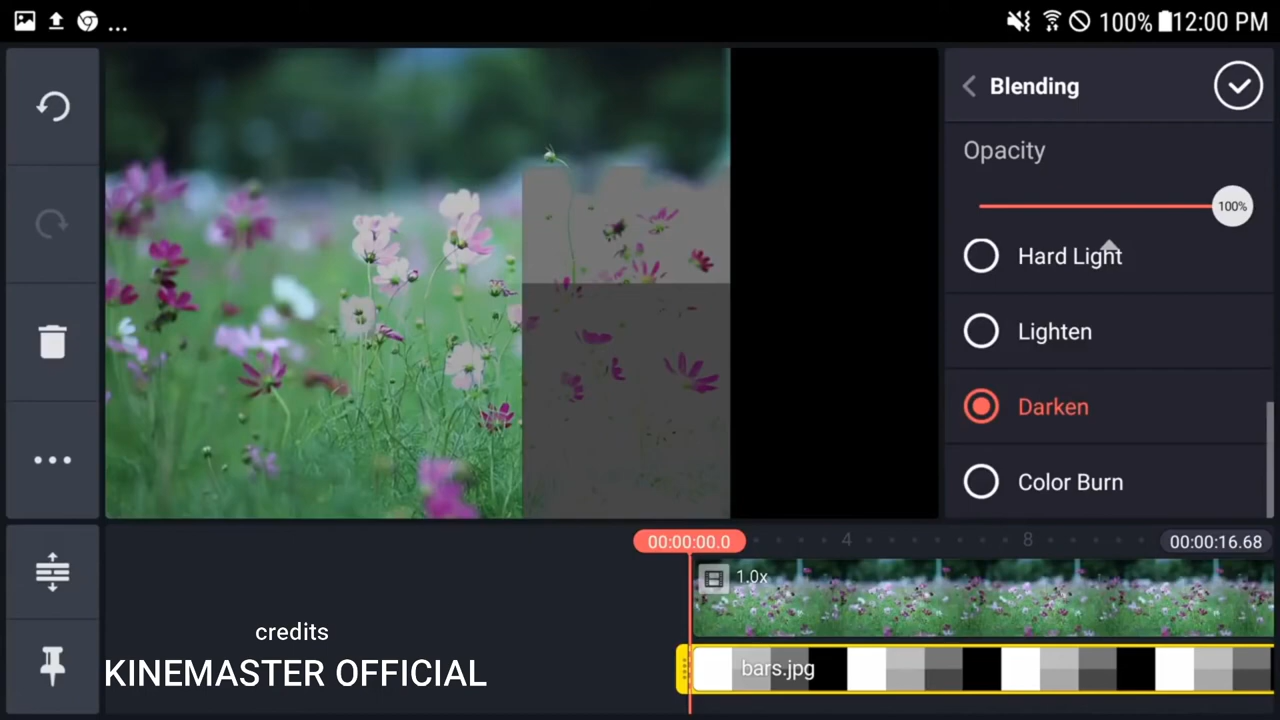 ...
100% 12:00 PM
Blending
Opacity
100%
Hard Light
Lighten
Darken
Color Burn
00:00:00.0
4
8
00:00:16.68
1.0x
credits
KINEMASTER OFFICIAL
bars.jpg